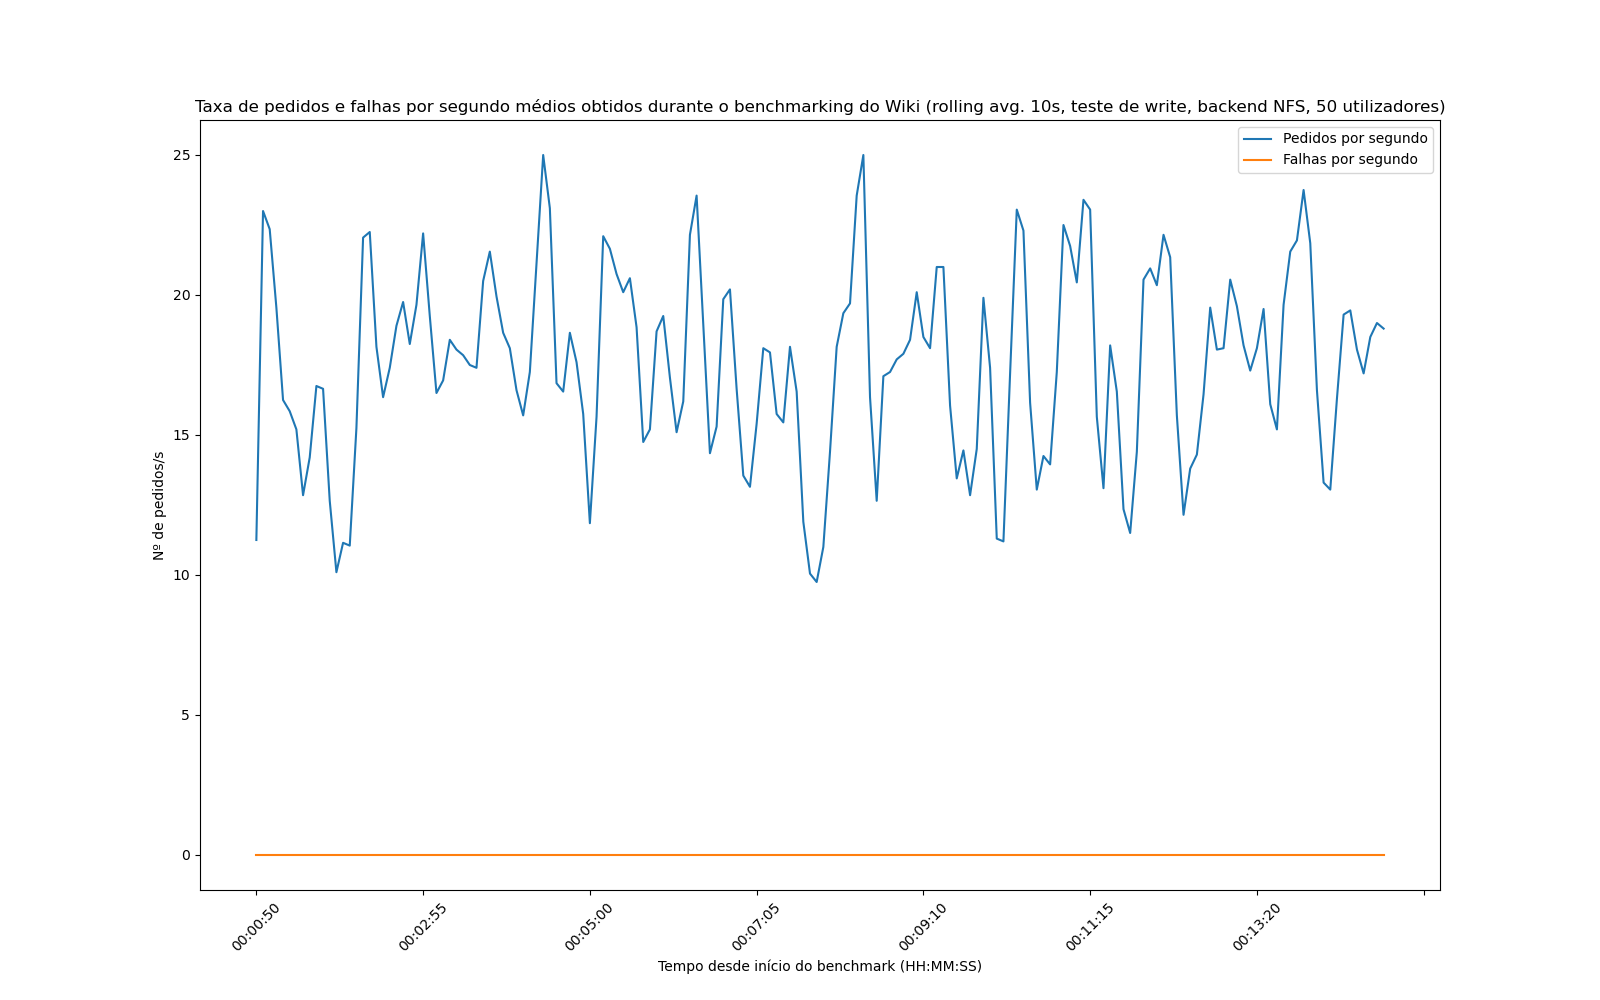 Taxa de pedidos e falhas por segundo médios obtidos durante o benchmarking do Wiki (rolling avg. 10s, teste de write, backend NFS, 50 utilizadores)
Pedidos por segundo
Falhas por segundo
25
20
15
10
5
0
Nº de pedidos/s
00:00:50
00:02:55
00:05:00
00:07:05
00:09:10
00:11:15
00:13:20
Tempo desde início do benchmark (HH:MM:SS)